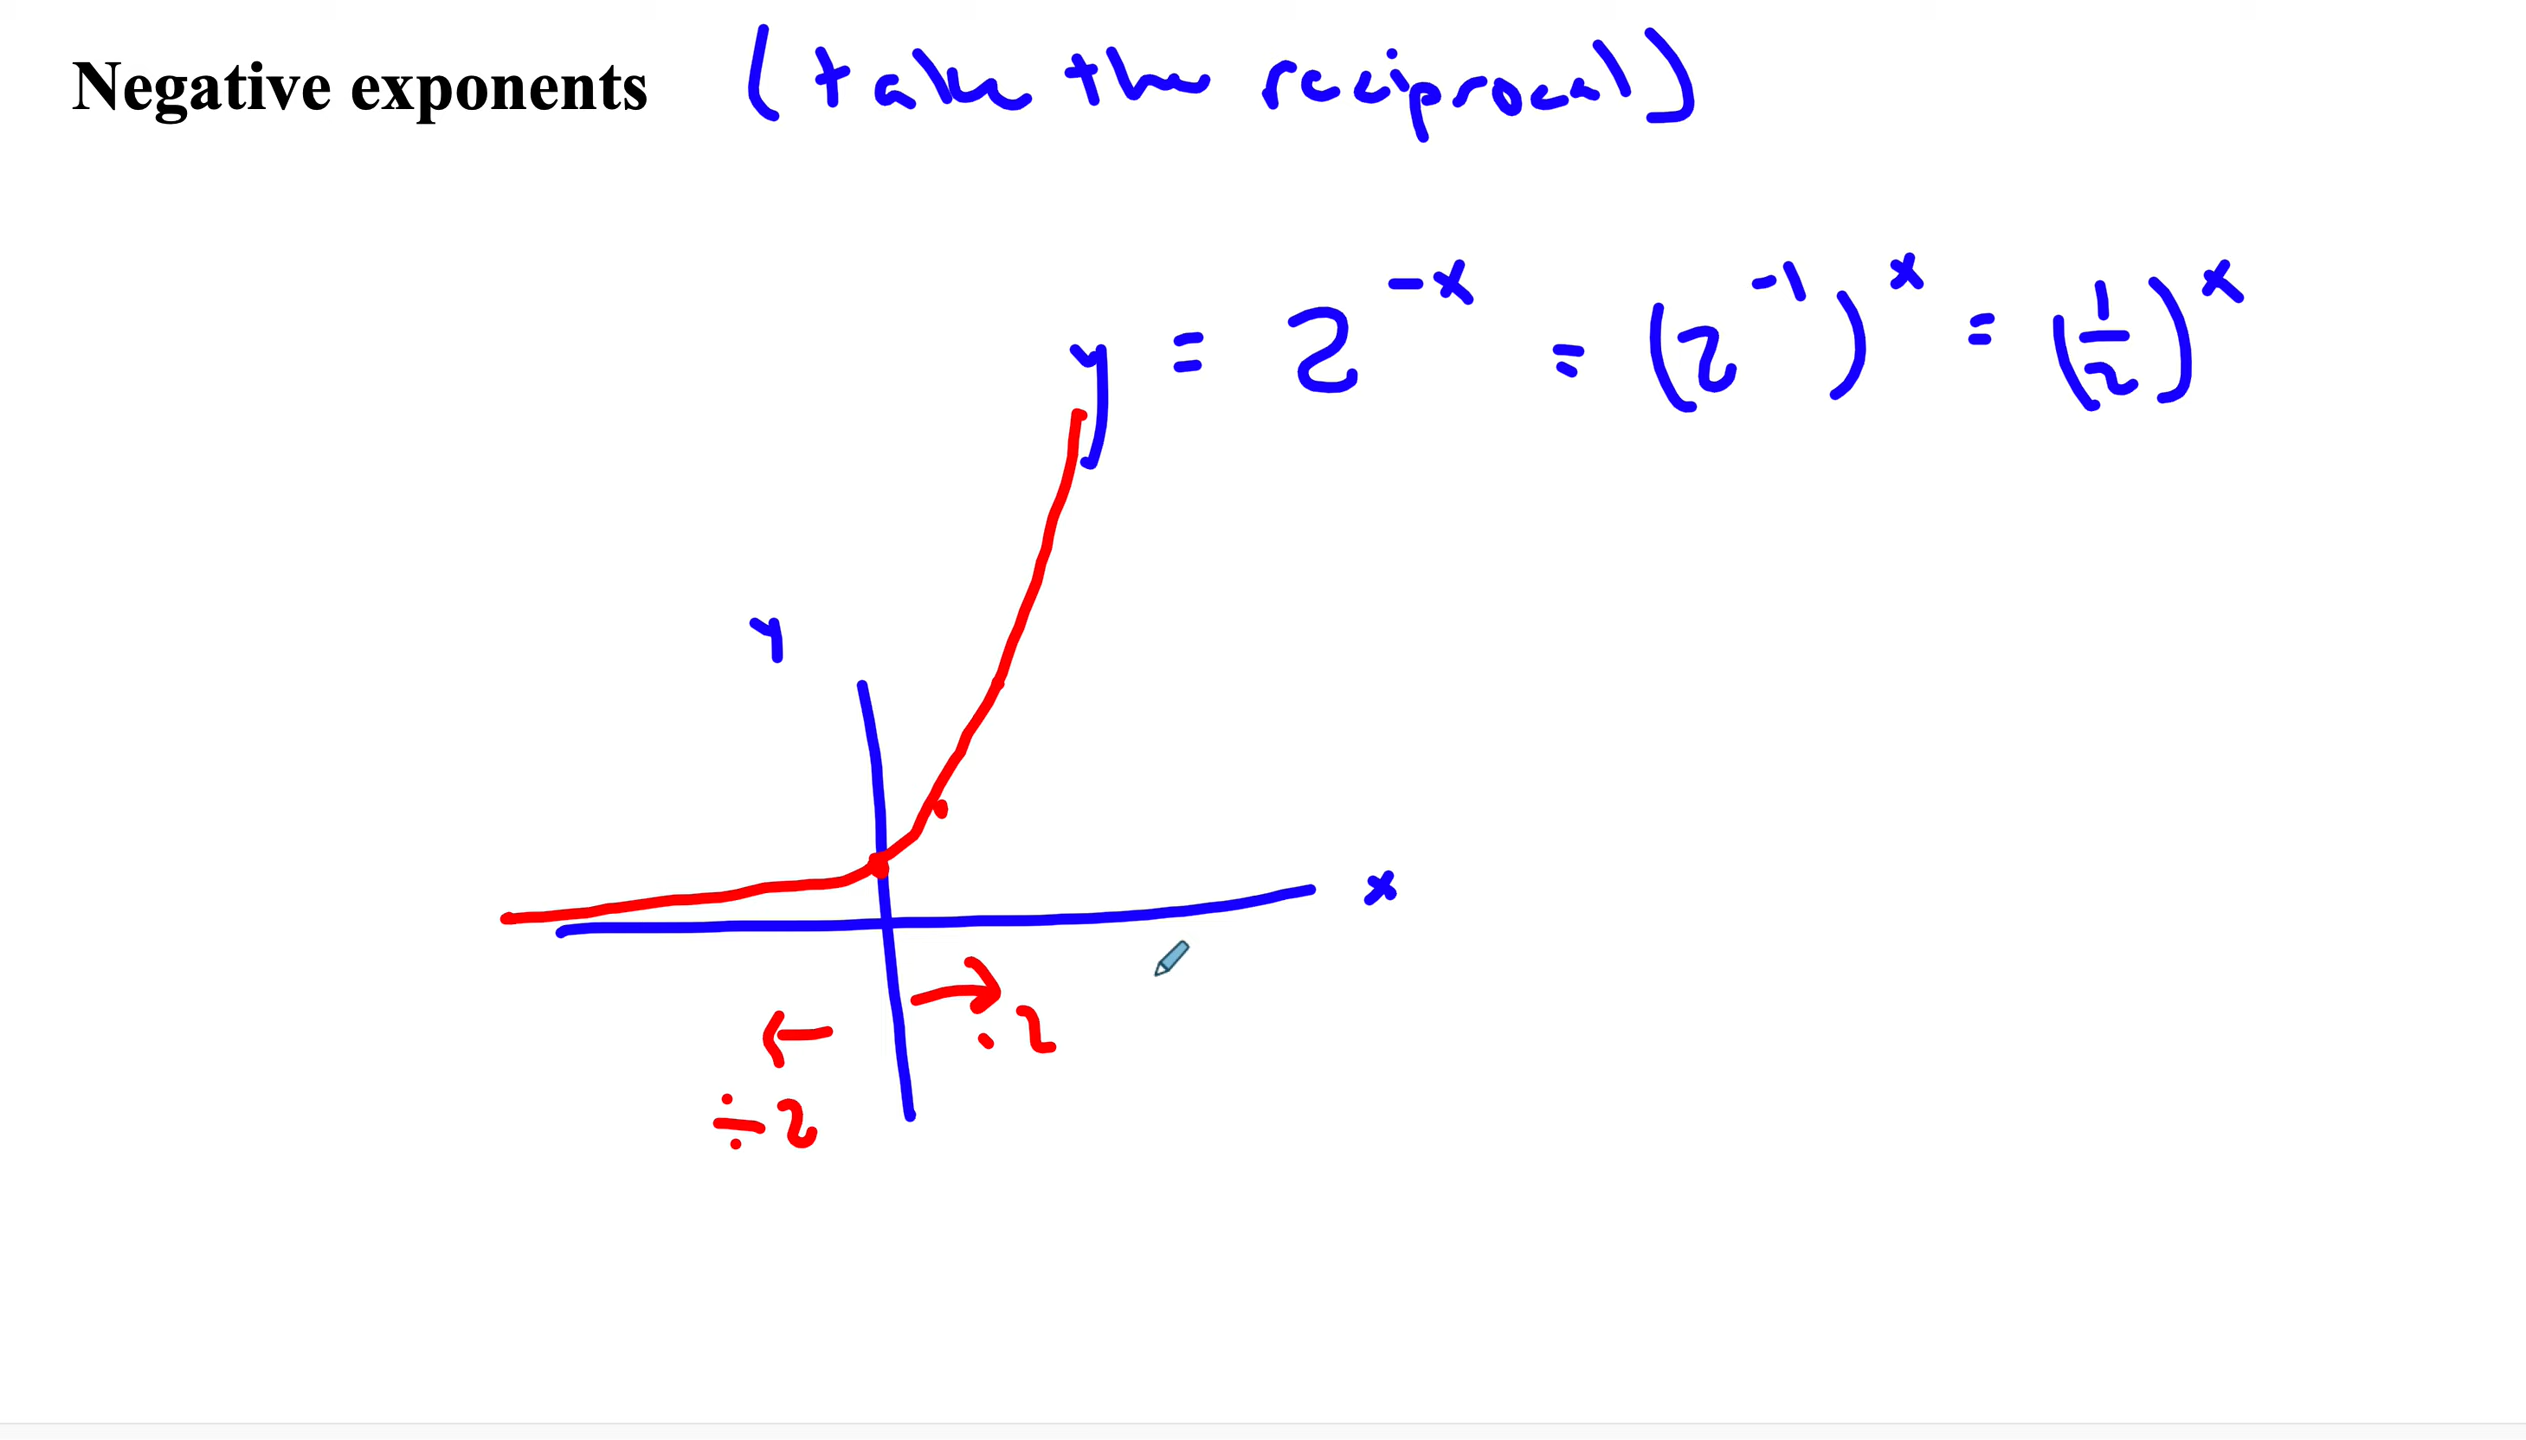 Negative exponents (take the reciprocal)
y = 2^{-x} = (2^{-1})^x = (1/2)^x
y
x
· 2
÷ 2